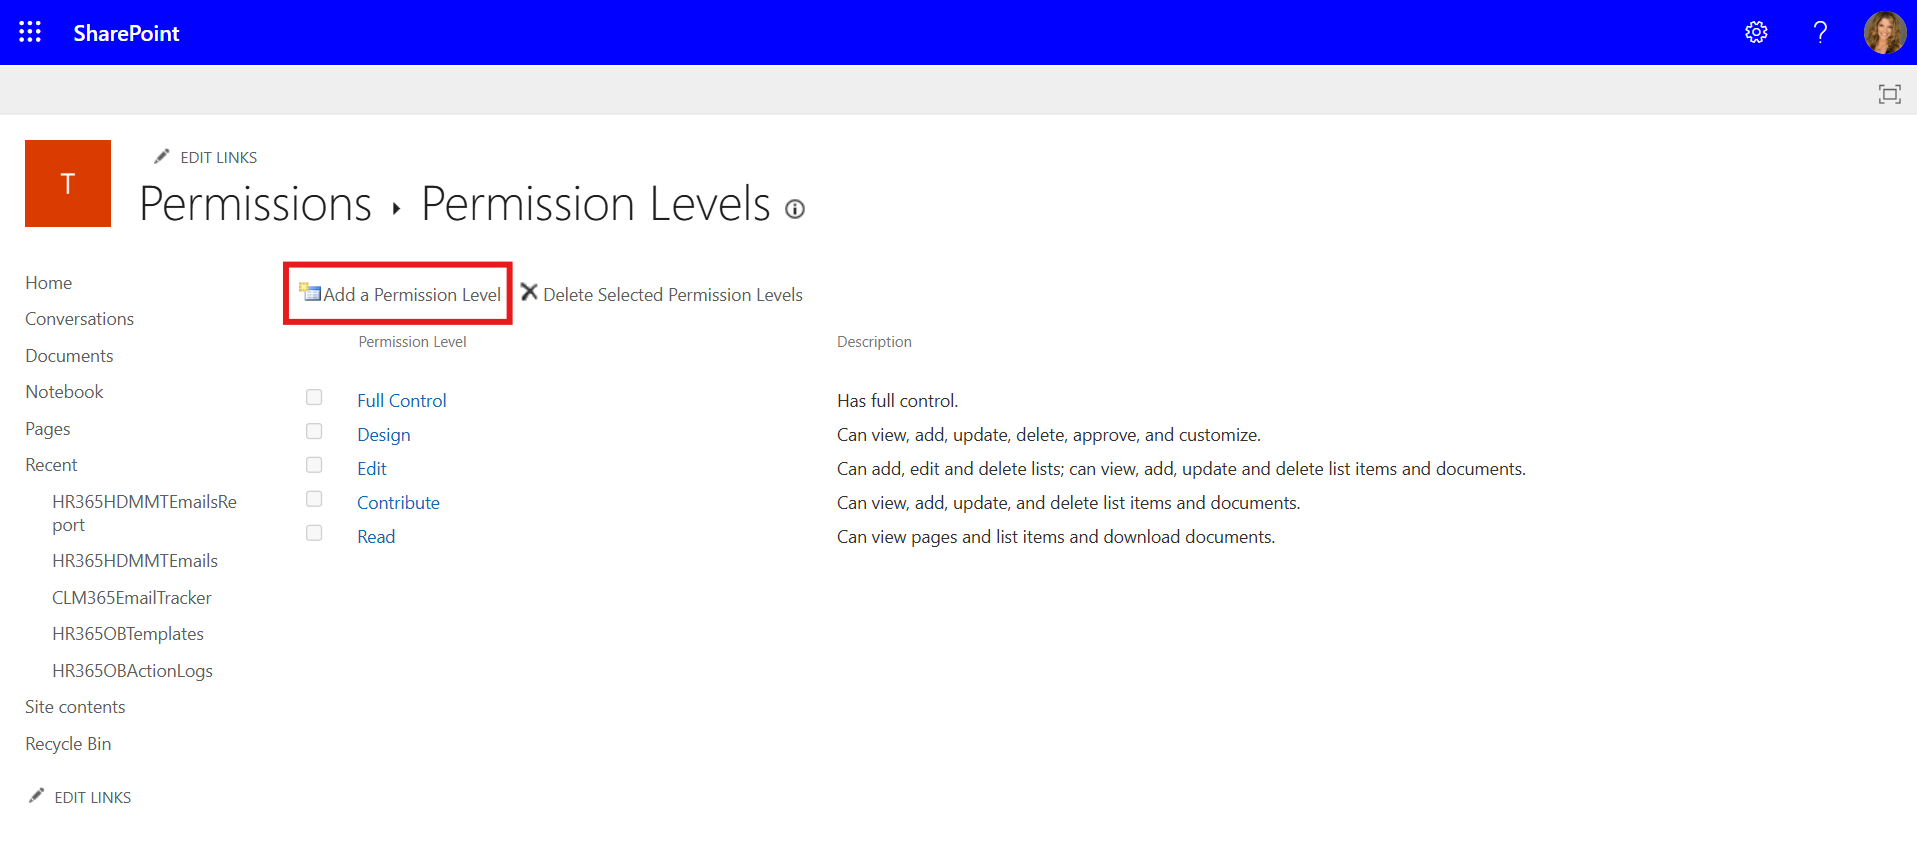 SharePoint
?
T
EDIT LINKS
Permissions ▸ Permission Levels
Home
Conversations
Documents
Notebook
Pages
Recent
HR365HDMMTEmailsRe
port
HR365HDMMTEmails
CLM365EmailTracker
HR365OBTemplates
HR365OBActionLogs
Site contents
Recycle Bin
EDIT LINKS
Add a Permission Level Delete Selected Permission Levels
Permission Level Description
Full Control Has full control.
Design Can view, add, update, delete, approve, and customize.
Edit Can add, edit and delete lists; can view, add, update and delete list items and documents.
Contribute Can view, add, update, and delete list items and documents.
Read Can view pages and list items and download documents.